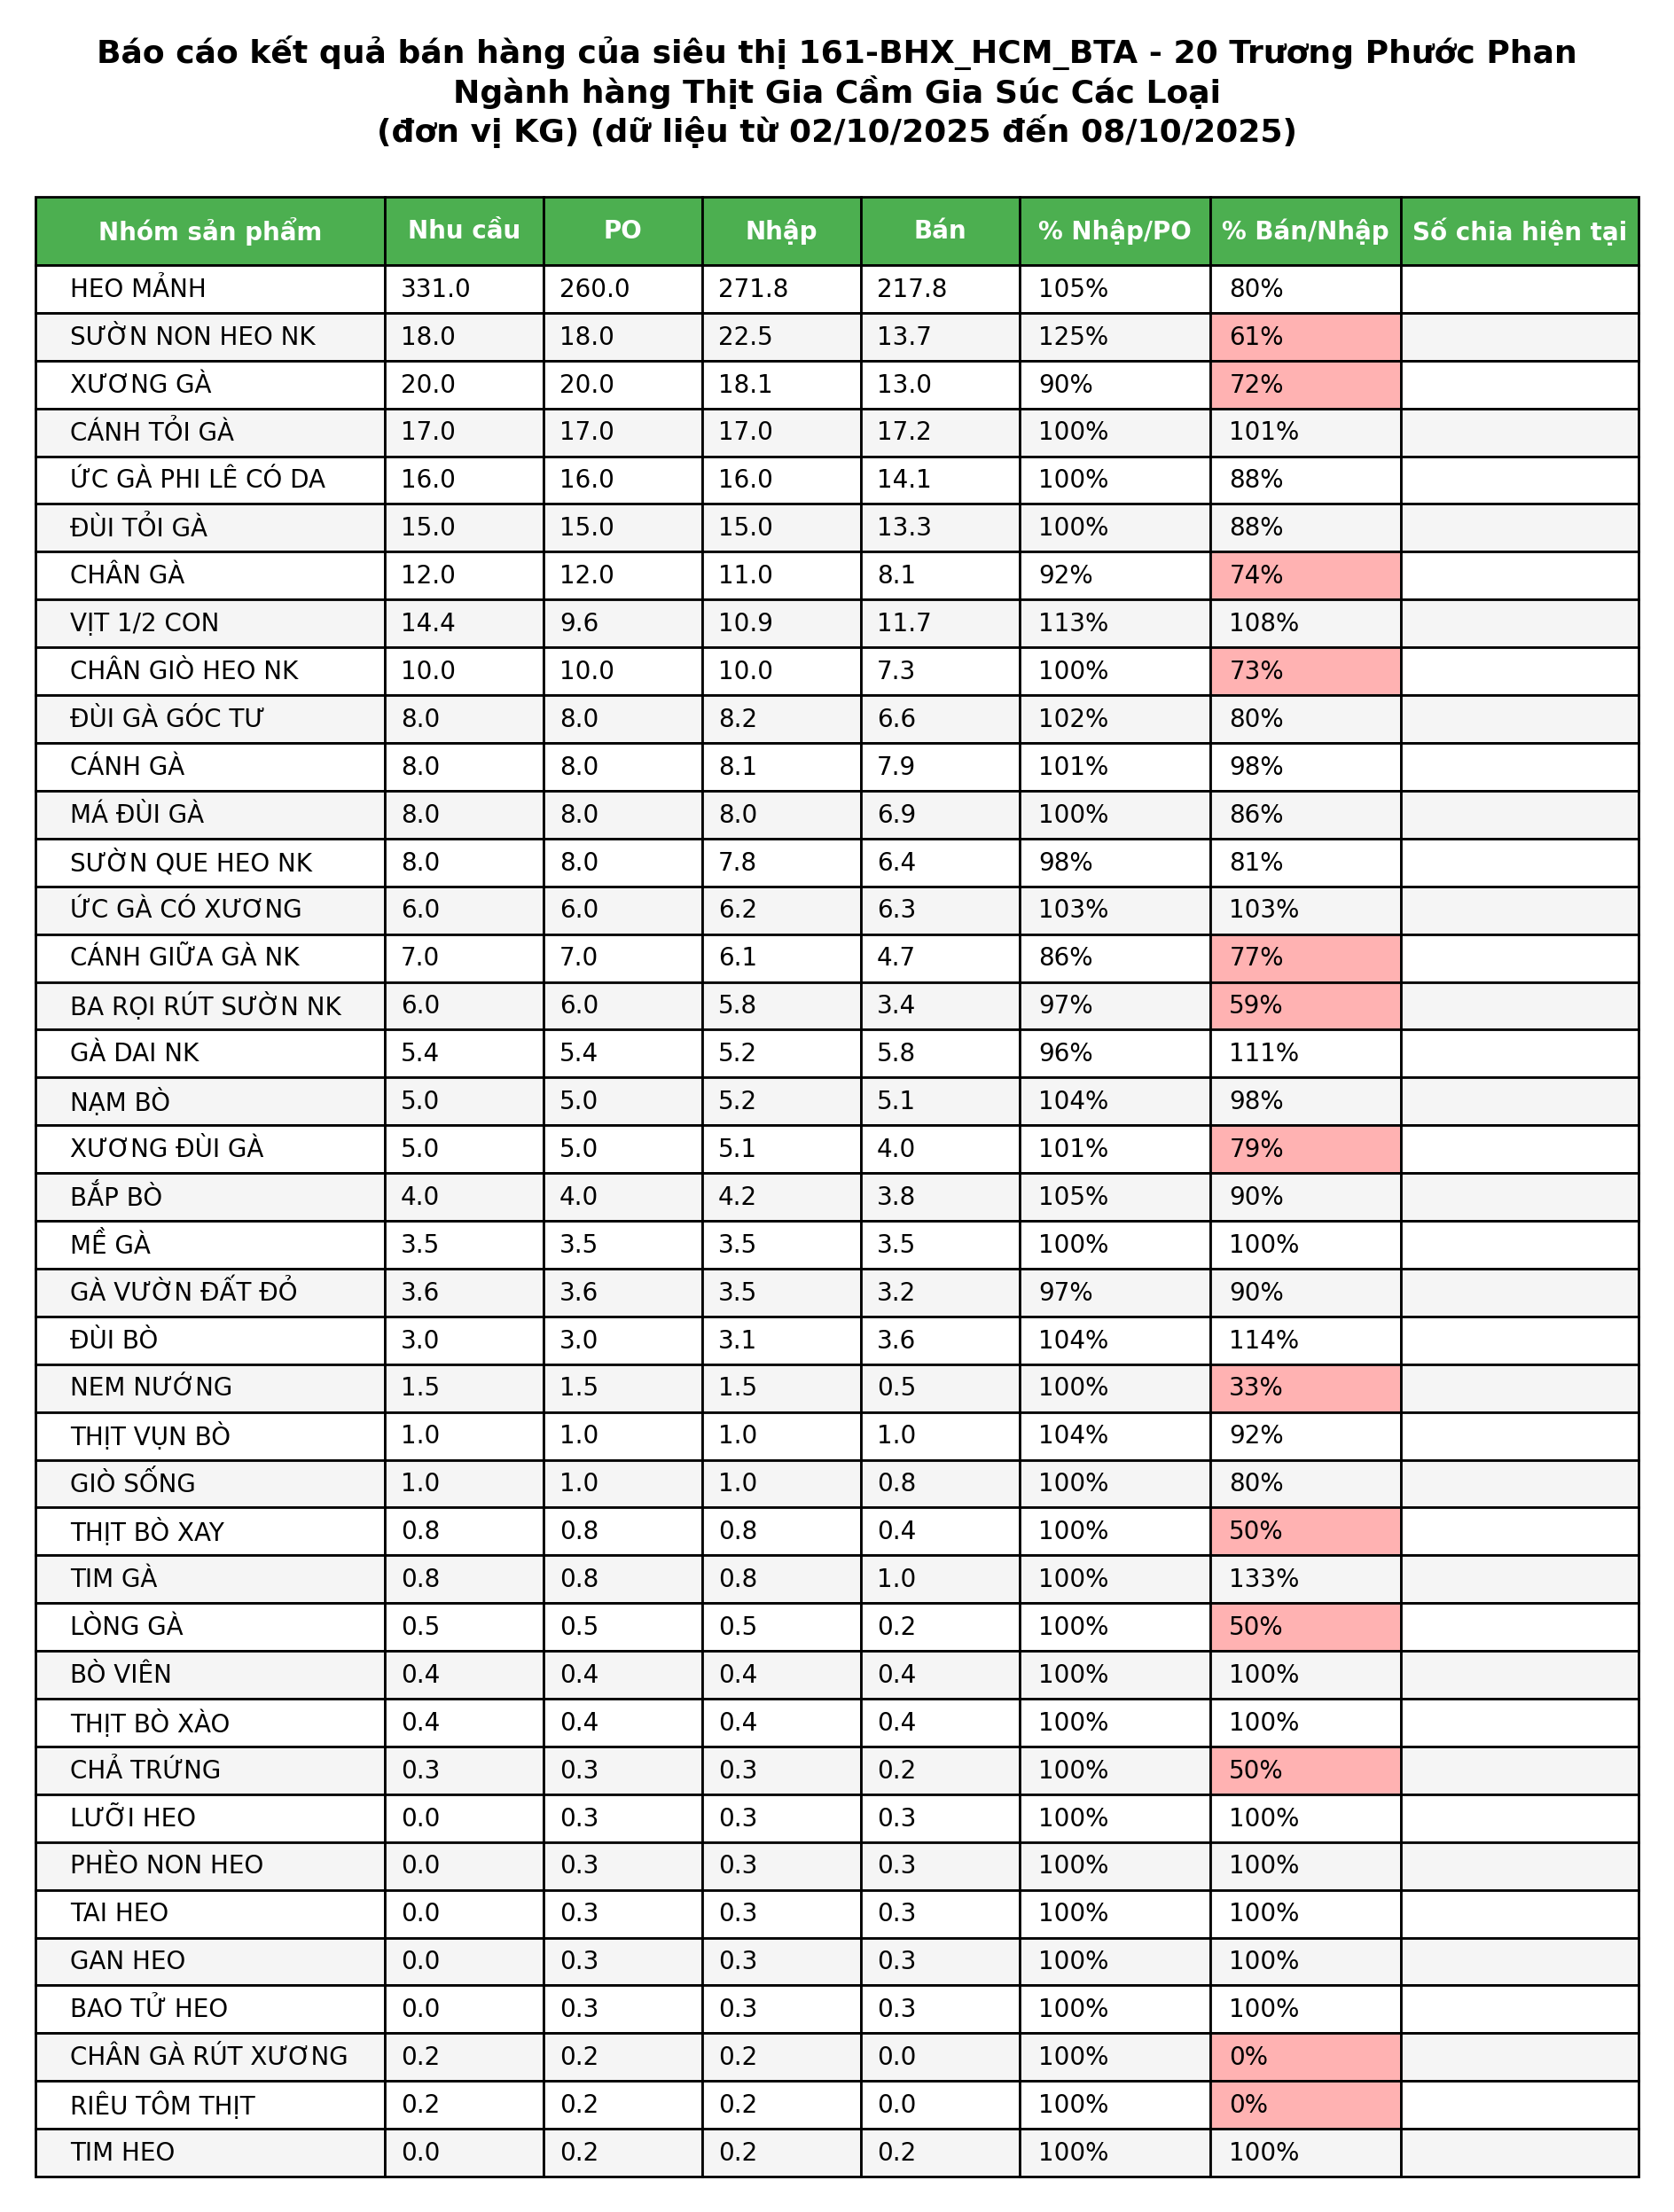 Báo cáo kết quả bán hàng của siêu thị 161-BHX_HCM_BTA - 20 Trương Phước Phan
Ngành hàng Thịt Gia Cầm Gia Súc Các Loại
(đơn vị KG) (dữ liệu từ 02/10/2025 đến 08/10/2025)
Nhóm sản phẩm Nhu cầu PO Nhập Bán % Nhập/PO % Bán/Nhập Số chia hiện tại
HEO MẢNH 331.0 260.0 271.8 217.8 105% 80%
SƯỜN NON HEO NK 18.0 18.0 22.5 13.7 125% 61%
XƯƠNG GÀ 20.0 20.0 18.1 13.0 90% 72%
CÁNH TỎI GÀ 17.0 17.0 17.0 17.2 100% 101%
ỨC GÀ PHI LÊ CÓ DA 16.0 16.0 16.0 14.1 100% 88%
ĐÙI TỎI GÀ 15.0 15.0 15.0 13.3 100% 88%
CHÂN GÀ 12.0 12.0 11.0 8.1 92% 74%
VỊT 1/2 CON 14.4 9.6 10.9 11.7 113% 108%
CHÂN GIÒ HEO NK 10.0 10.0 10.0 7.3 100% 73%
ĐÙI GÀ GÓC TƯ 8.0 8.0 8.2 6.6 102% 80%
CÁNH GÀ 8.0 8.0 8.1 7.9 101% 98%
MÁ ĐÙI GÀ 8.0 8.0 8.0 6.9 100% 86%
SƯỜN QUE HEO NK 8.0 8.0 7.8 6.4 98% 81%
ỨC GÀ CÓ XƯƠNG 6.0 6.0 6.2 6.3 103% 103%
CÁNH GIỮA GÀ NK 7.0 7.0 6.1 4.7 86% 77%
BA RỌI RÚT SƯỜN NK 6.0 6.0 5.8 3.4 97% 59%
GÀ DAI NK 5.4 5.4 5.2 5.8 96% 111%
NẠM BÒ 5.0 5.0 5.2 5.1 104% 98%
XƯƠNG ĐÙI GÀ 5.0 5.0 5.1 4.0 101% 79%
BẮP BÒ 4.0 4.0 4.2 3.8 105% 90%
MỀ GÀ 3.5 3.5 3.5 3.5 100% 100%
GÀ VƯỜN ĐẤT ĐỎ 3.6 3.6 3.5 3.2 97% 90%
ĐÙI BÒ 3.0 3.0 3.1 3.6 104% 114%
NEM NƯỚNG 1.5 1.5 1.5 0.5 100% 33%
THỊT VỤN BÒ 1.0 1.0 1.0 1.0 104% 92%
GIÒ SỐNG 1.0 1.0 1.0 0.8 100% 80%
THỊT BÒ XAY 0.8 0.8 0.8 0.4 100% 50%
TIM GÀ 0.8 0.8 0.8 1.0 100% 133%
LÒNG GÀ 0.5 0.5 0.5 0.2 100% 50%
BÒ VIÊN 0.4 0.4 0.4 0.4 100% 100%
THỊT BÒ XÀO 0.4 0.4 0.4 0.4 100% 100%
CHẢ TRỨNG 0.3 0.3 0.3 0.2 100% 50%
LƯỠI HEO 0.0 0.3 0.3 0.3 100% 100%
PHÈO NON HEO 0.0 0.3 0.3 0.3 100% 100%
TAI HEO 0.0 0.3 0.3 0.3 100% 100%
GAN HEO 0.0 0.3 0.3 0.3 100% 100%
BAO TỬ HEO 0.0 0.3 0.3 0.3 100% 100%
CHÂN GÀ RÚT XƯƠNG 0.2 0.2 0.2 0.0 100% 0%
RIÊU TÔM THỊT 0.2 0.2 0.2 0.0 100% 0%
TIM HEO 0.0 0.2 0.2 0.2 100% 100%